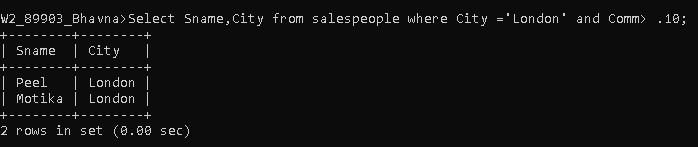 W2_89903_Bhavna>Select Sname,City from salespeople where City ='London' and Comm> .10;
+--------+--------+
| Sname  | City   |
+--------+--------+
| Peel   | London |
| Motika | London |
+--------+--------+
2 rows in set (0.00 sec)